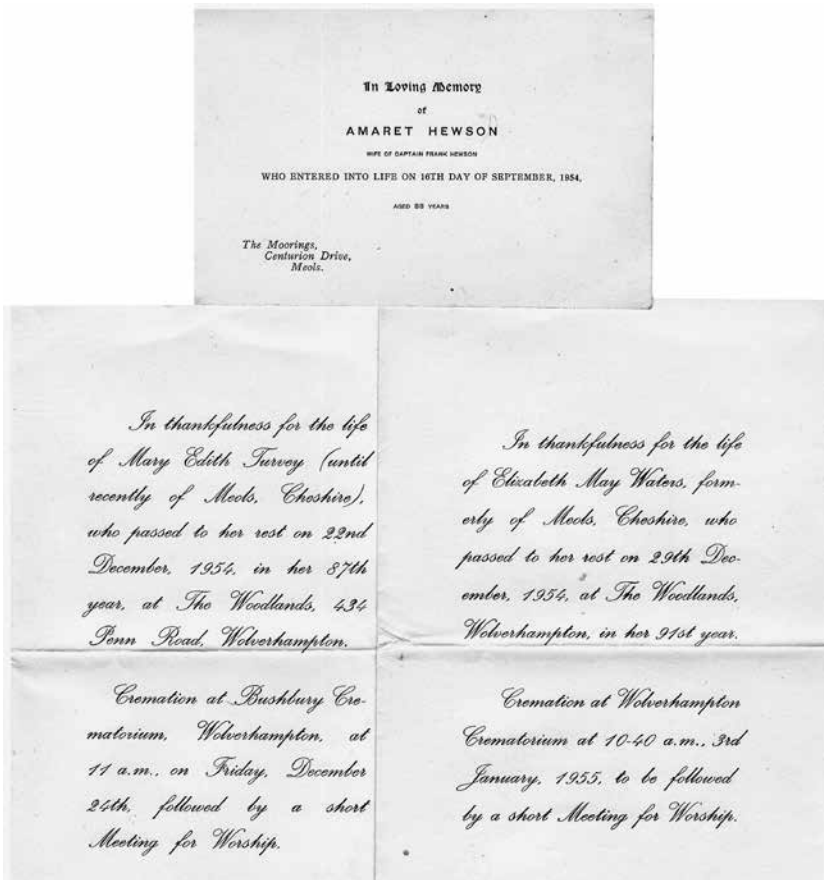 In Loving Memory
of
AMARET HEWSON
WIFE OF CAPTAIN FRANK HEWSON
WHO ENTERED INTO LIFE ON 16TH DAY OF SEPTEMBER, 1954,
AGED 88 YEARS
The Moorings,
Centurion Drive,
Meols.
In thankfulness for the life
of Mary Edith Turvey (until
recently of Meols, Cheshire),
who passed to her rest on 22nd
December, 1954, in her 87th
year, at The Woodlands, 434
Penn Road, Wolverhampton.
Cremation at Bushbury Cre-
matorium, Wolverhampton, at
11 a.m., on Friday, December
24th, followed by a short
Meeting for Worship.
In thankfulness for the life
of Elizabeth May Waters, form-
erly of Meols, Cheshire, who
passed to her rest on 29th Dec-
ember, 1954, at The Woodlands,
Wolverhampton, in her 91st year.
Cremation at Wolverhampton
Crematorium at 10-40 a.m., 3rd
January, 1955, to be followed
by a short Meeting for Worship.